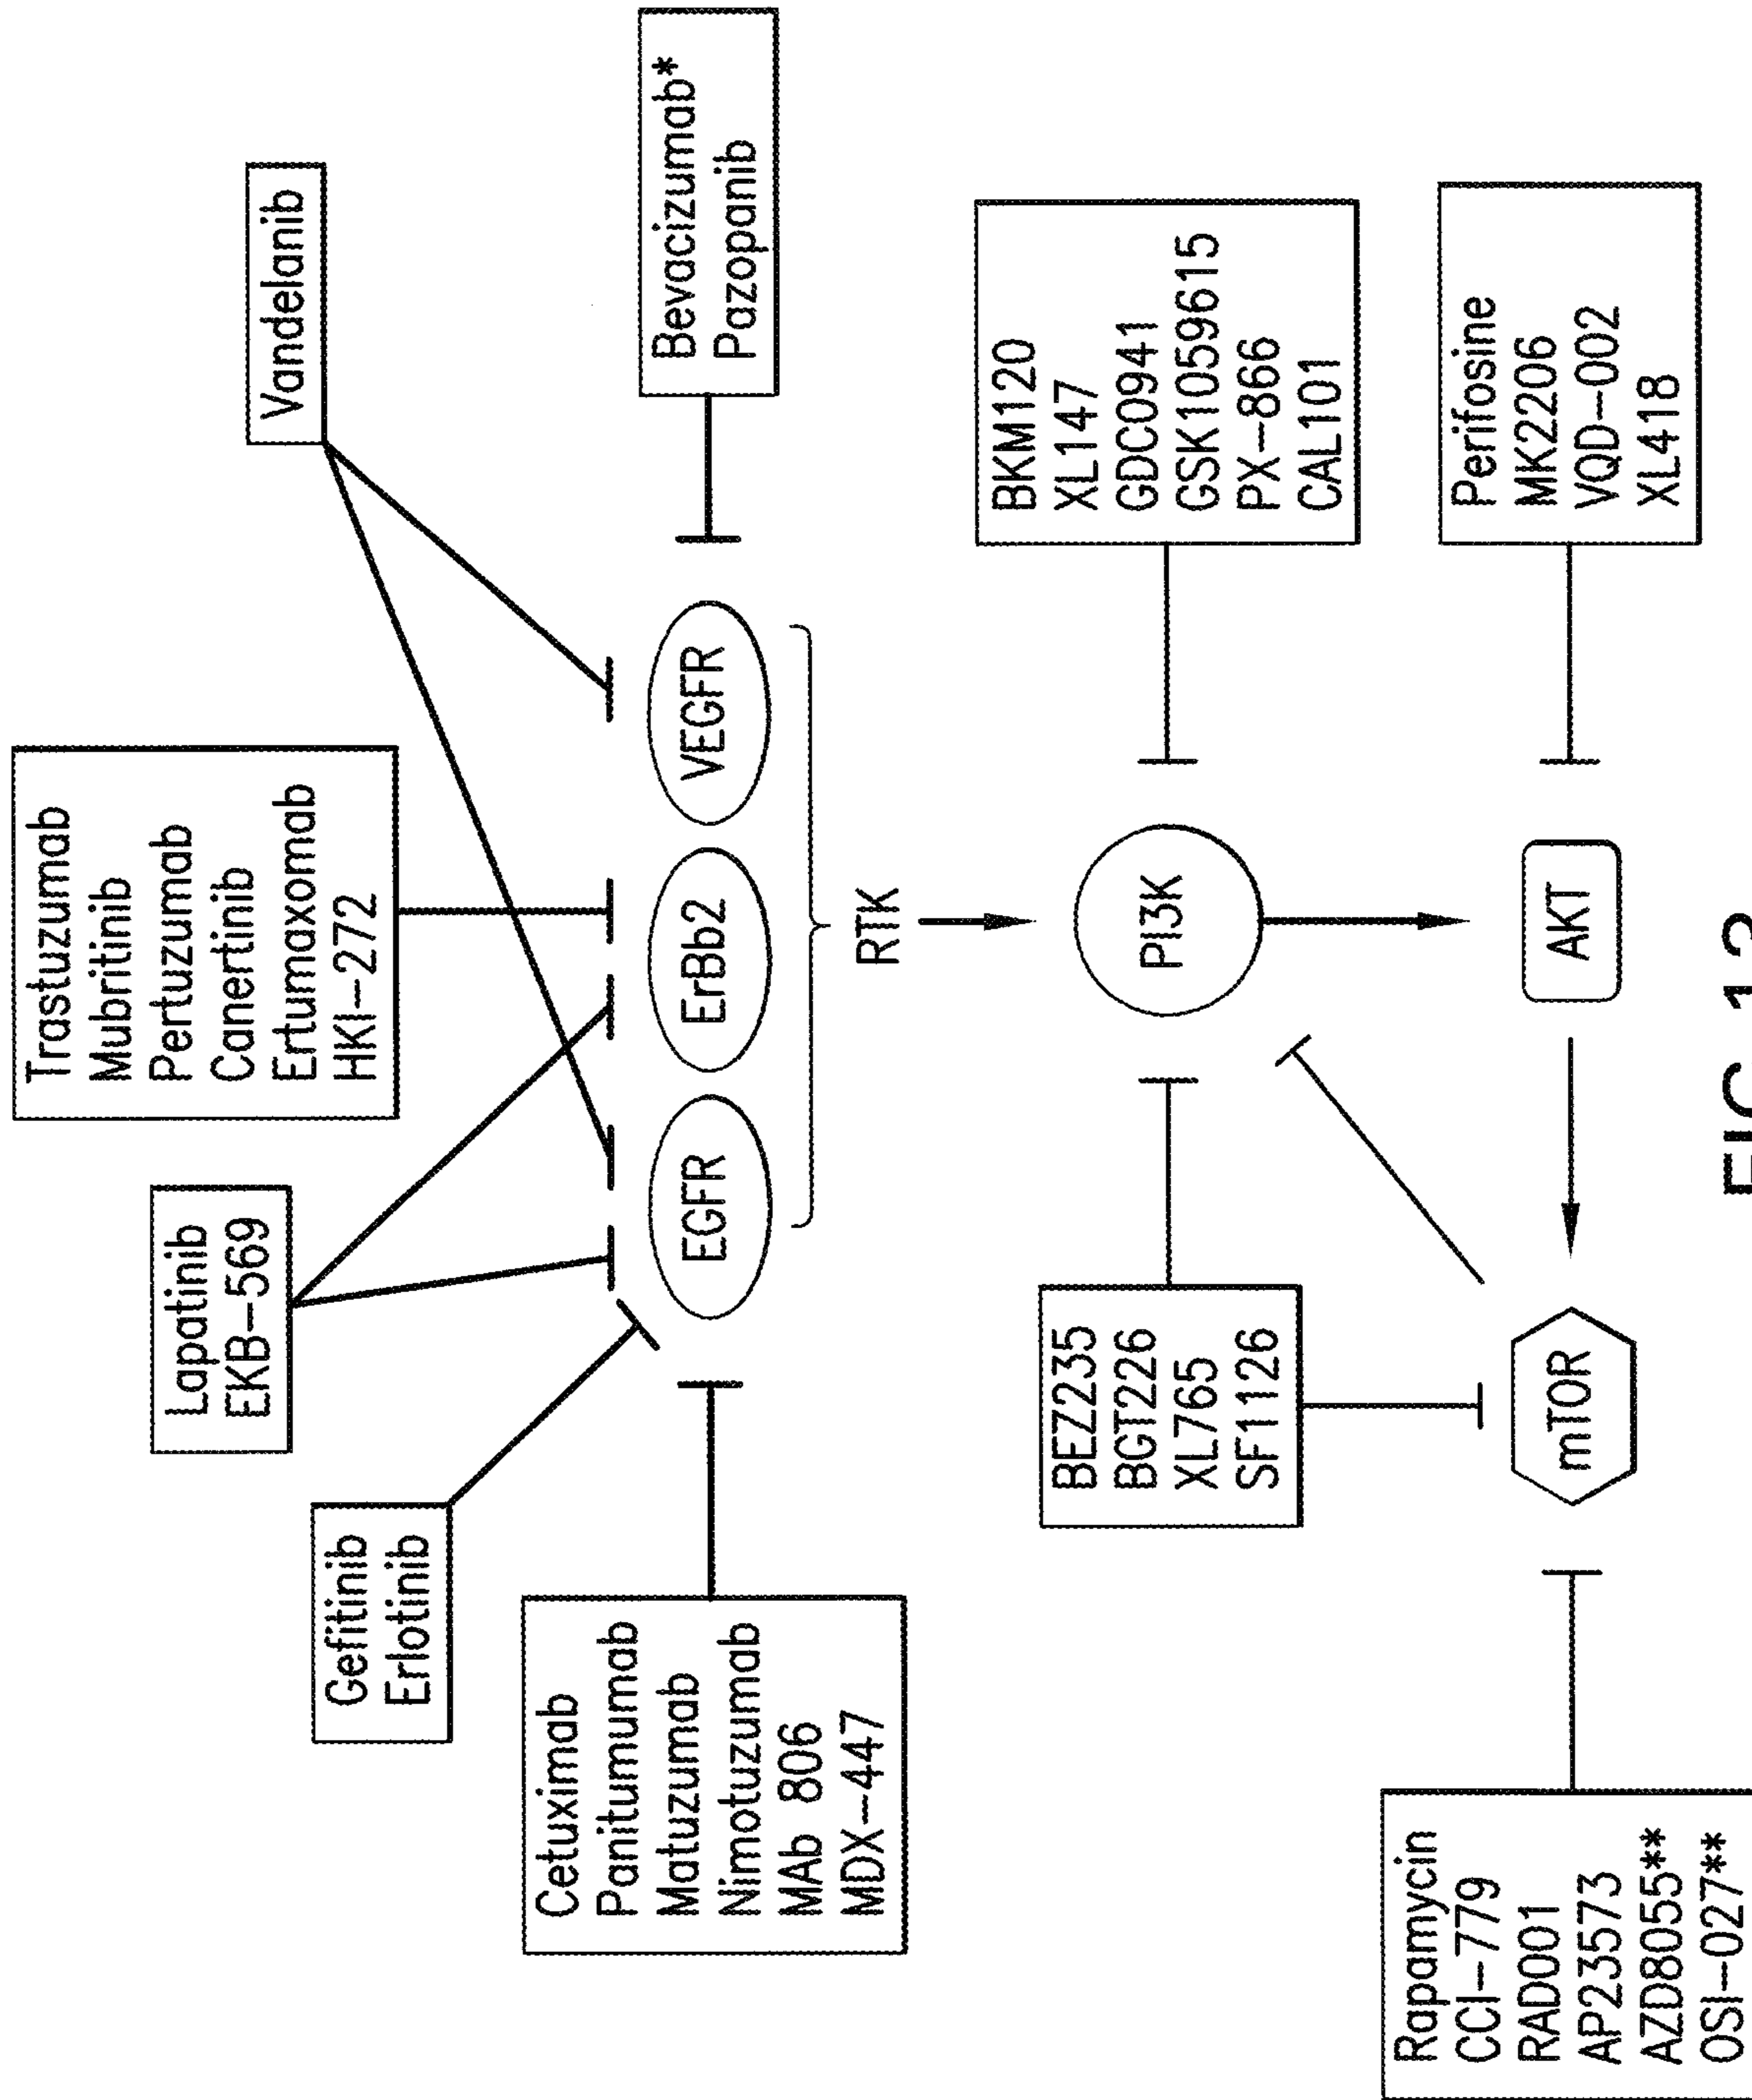 Trastuzumab
Mubritinib
Pertuzumab
Canertinib
Ertumaxomab
HKI-272
Lapatinib
EKB-569
Vandelanib
Gefitinib
Erlotinib
Cetuximab
Panitumumab
Matuzumab
Nimotuzumab
MAb 806
MDX-447
EGFR
ErBb2
VEGFR
Bevacizumab*
Pazopanib
RTK
BEZ235
BGT226
XL765
SF1126
PI3K
BKM120
XL147
GDC0941
GSK1059615
PX-866
CAL101
Rapamycin
CCI-779
RAD001
AP23573
AZD8055**
OSI-027**
mTOR
AKT
Perifosine
MK2206
VQD-002
XL418